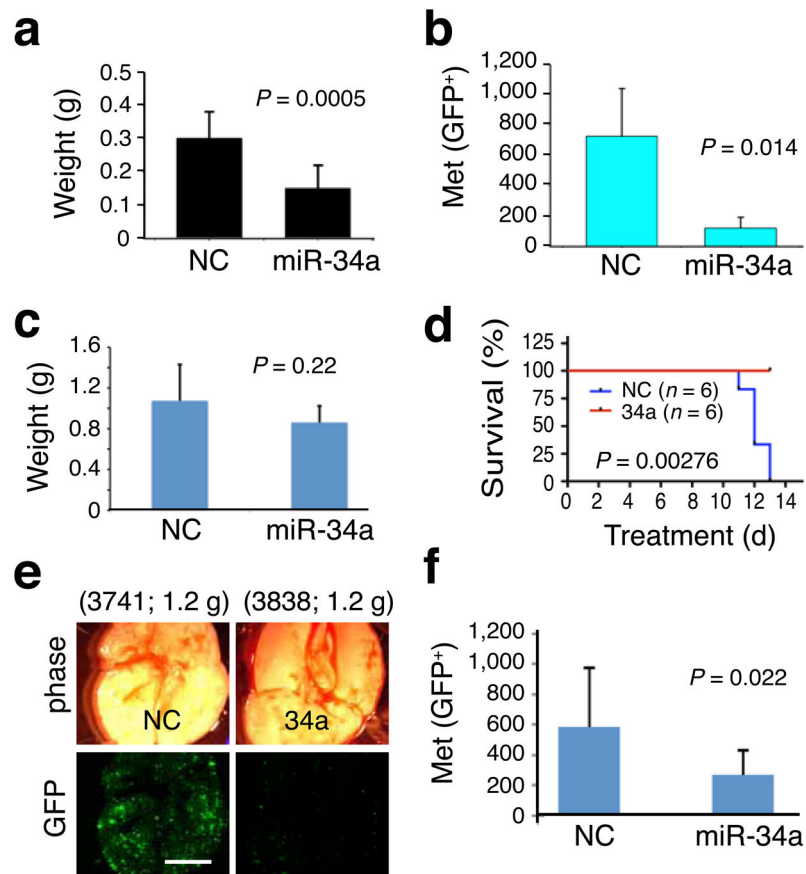 a
Weight (g)
0.5
0.4
0.3
0.2
0.1
0
P = 0.0005
NC miR-34a
b
Met (GFP+)
1,200
1,000
800
600
400
200
0
P = 0.014
NC miR-34a
c
Weight (g)
1.6
1.2
0.8
0.4
0
P = 0.22
NC miR-34a
d
Survival (%)
125
100
75
50
25
0
NC (n = 6)
34a (n = 6)
P = 0.00276
0 2 4 6 8 10 12 14
Treatment (d)
e
(3741; 1.2 g) (3838; 1.2 g)
phase
NC 34a
GFP
f
Met (GFP+)
1,200
1,000
800
600
400
200
0
P = 0.022
NC miR-34a